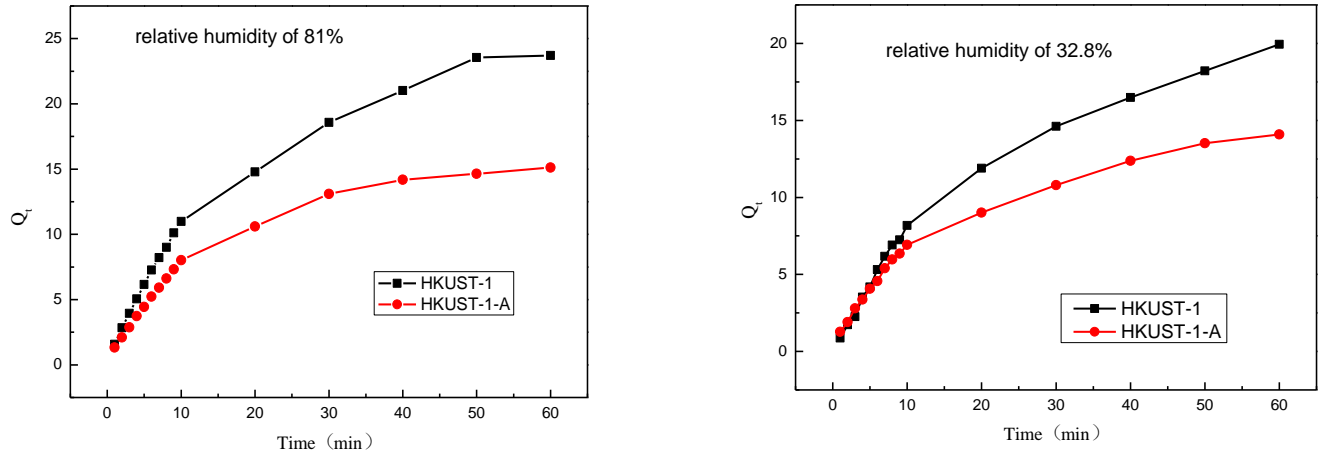 relative humidity of 81%
25
20
15
10
5
0
Qt
HKUST-1
HKUST-1-A
0 10 20 30 40 50 60
Time（min）
relative humidity of 32.8%
20
15
10
5
0
Qt
HKUST-1
HKUST-1-A
0 10 20 30 40 50 60
Time（min）